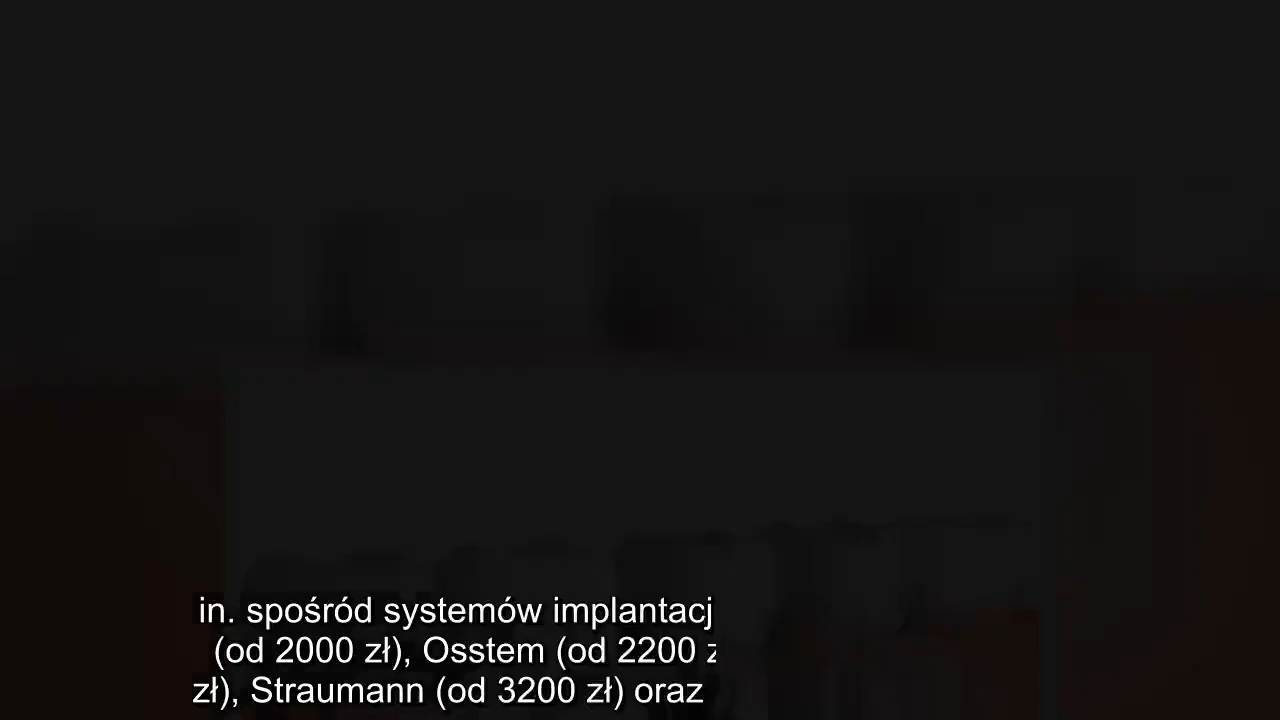 in. spośród systemów implantacj
(od 2000 zł), Osstem (od 2200 z
zł), Straumann (od 3200 zł) oraz